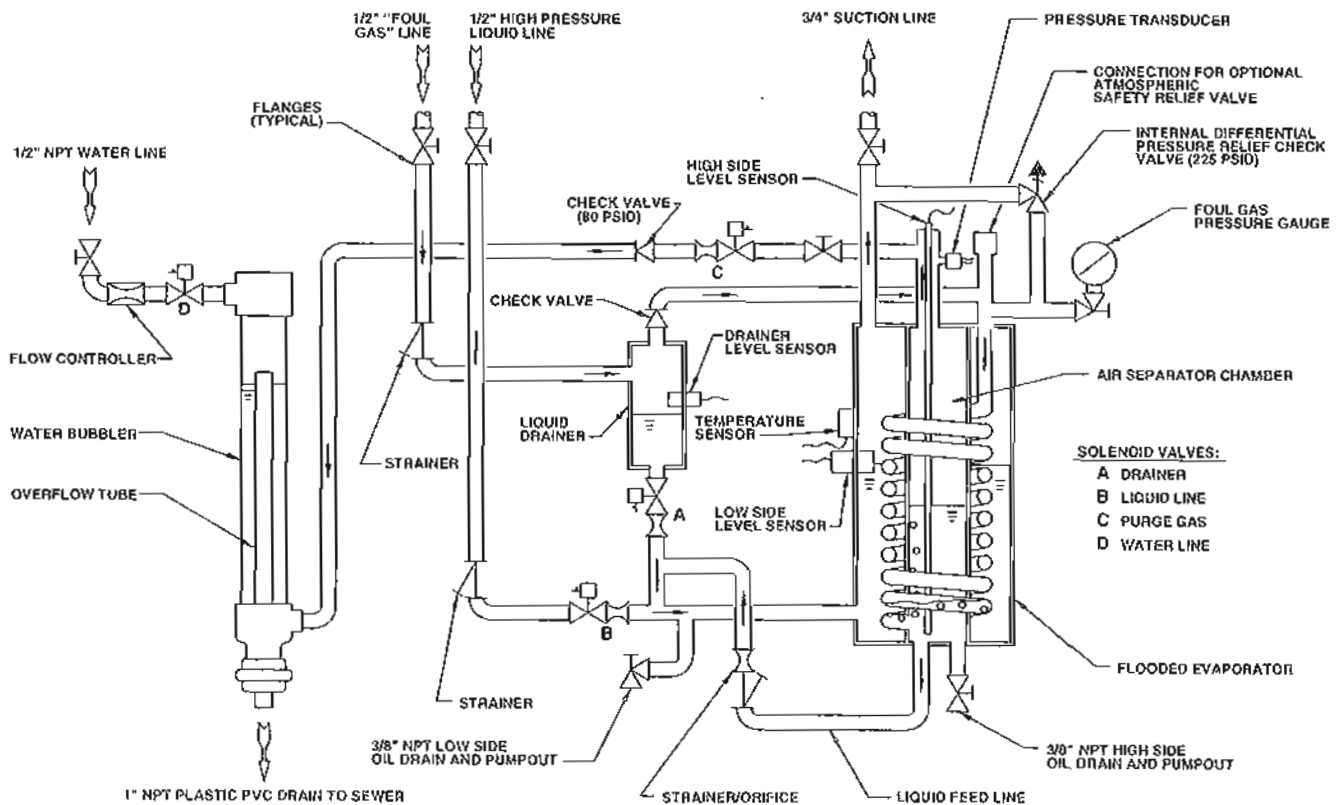 1/2" "FOUL
GAS" LINE
1/2" HIGH PRESSURE
LIQUID LINE
3/4" SUCTION LINE
PRESSURE TRANSDUCER
CONNECTION FOR OPTIONAL
ATMOSPHERIC
SAFETY RELIEF VALVE
FLANGES
(TYPICAL)
1/2" NPT WATER LINE
INTERNAL DIFFERENTIAL
PRESSURE RELIEF CHECK
VALVE (225 PSID)
HIGH SIDE
LEVEL SENSOR
CHECK VALVE
(80 PSID)
FOUL GAS
PRESSURE GAUGE
C
D
CHECK VALVE
FLOW CONTROLLER
DRAINER
LEVEL SENSOR
AIR SEPARATOR CHAMBER
LIQUID
DRAINER
TEMPERATURE
SENSOR
WATER BUBBLER
STRAINER
OVERFLOW TUBE
SOLENOID VALVES:
A DRAINER
B LIQUID LINE
C PURGE GAS
D WATER LINE
A
LOW SIDE
LEVEL SENSOR
B
FLOODED EVAPORATOR
STRAINER
3/8" NPT LOW SIDE
OIL DRAIN AND PUMPOUT
3/8" NPT HIGH SIDE
OIL DRAIN AND PUMPOUT
1" NPT PLASTIC PVC DRAIN TO SEWER
STRAINER/ORIFICE
LIQUID FEED LINE